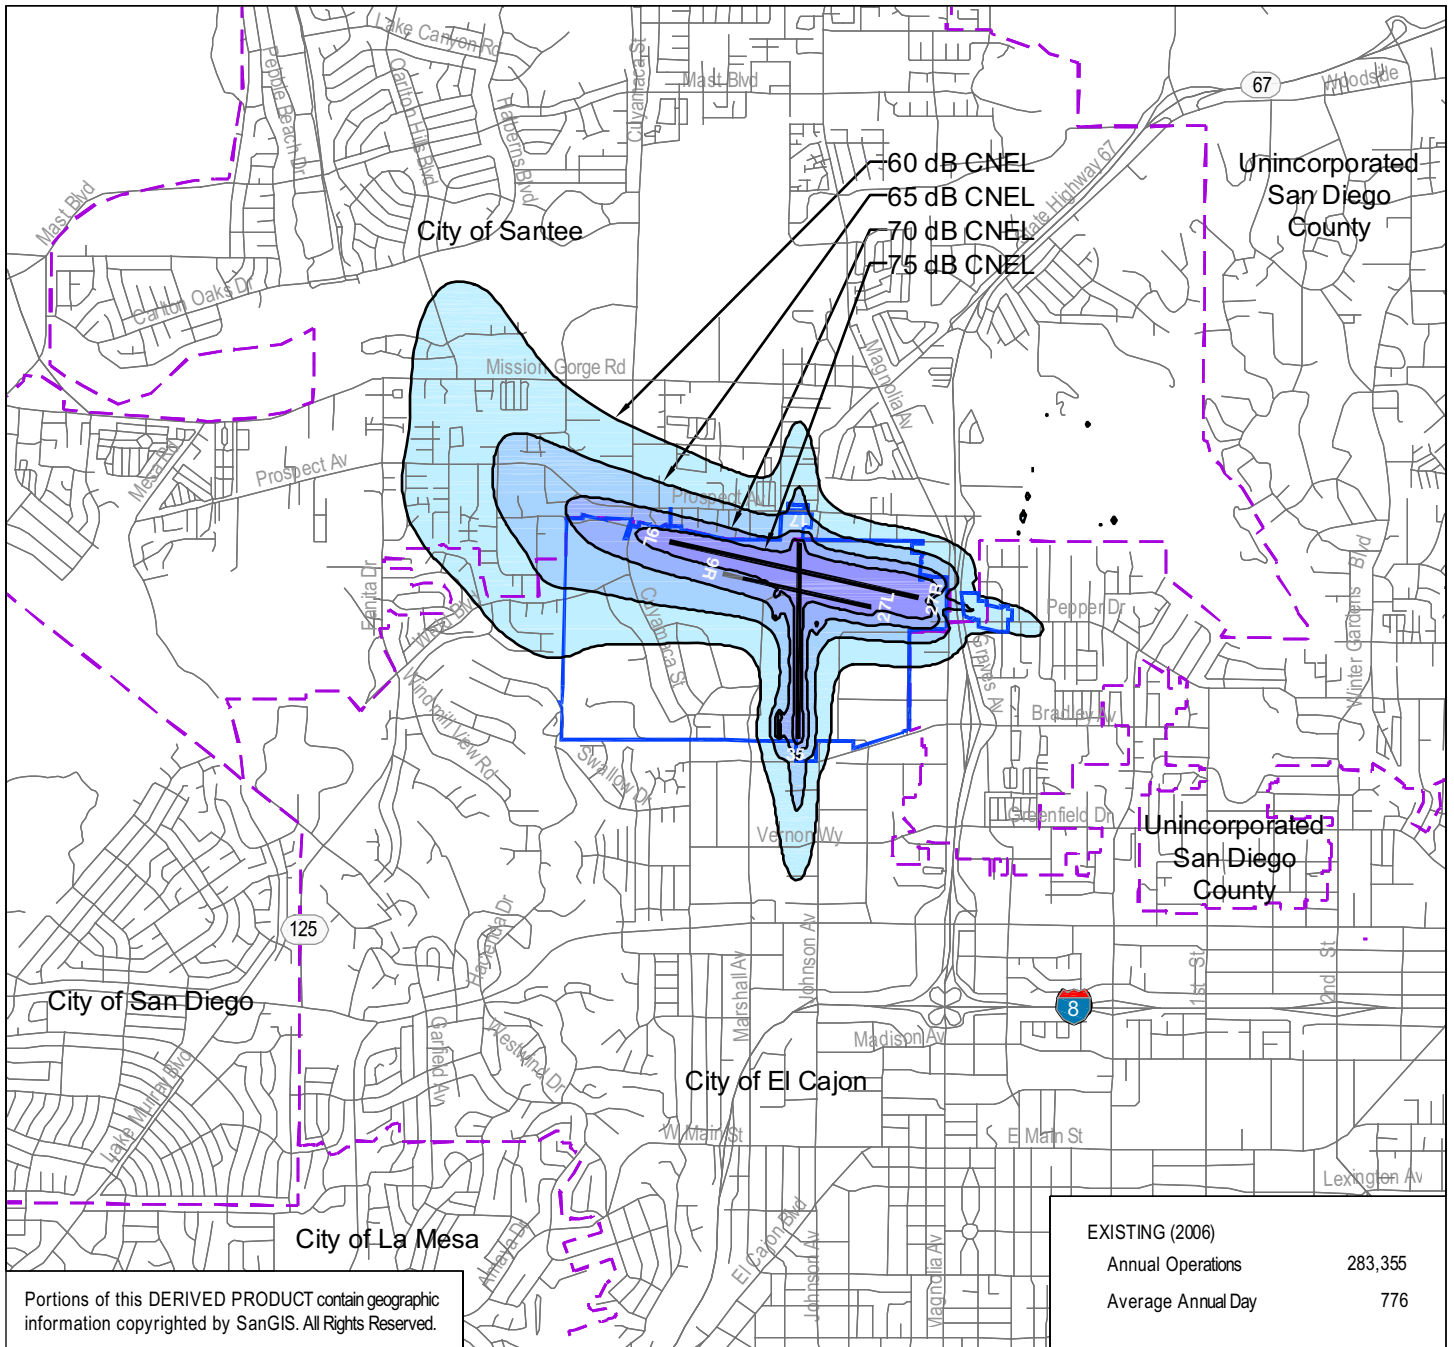 Lake Canyon Rd
Pebble Beach Dr
Carlton Hills Blvd
Halberns Blvd
Cuyamaca St
Mast Blvd
67
Woodside
60 dB CNEL
65 dB CNEL
70 dB CNEL
75 dB CNEL
State Highway 67
Unincorporated
San Diego
County
Mast Blvd
City of Santee
Carlton Oaks Dr
Mission Gorge Rd
Magnolia Av
Mesa Rd
Prospect Av
Prospect Av
17
9L
9R
27L
27R
35
Fanita Dr
Cuyamaca St
Pepper Dr
Graves Av
Winter Gardens Blvd
Windmill View Rd
Bradley Av
Swallow Dr
Vernon Wy
Greenfield Dr
Unincorporated
San Diego
County
125
Hacienda Dr
Marshall Av
Johnson Av
1st St
2nd St
City of San Diego
8
Garfield Av
Westwind Dr
Madison Av
City of El Cajon
Lake Murray Blvd
W Main St
E Main St
Lexington Av
City of La Mesa
Amaya Dr
El Cajon Blvd
Johnson Av
Magnolia Av
EXISTING (2006)
Annual Operations 283,355
Average Annual Day 776
Portions of this DERIVED PRODUCT contain geographic
information copyrighted by SanGIS. All Rights Reserved.